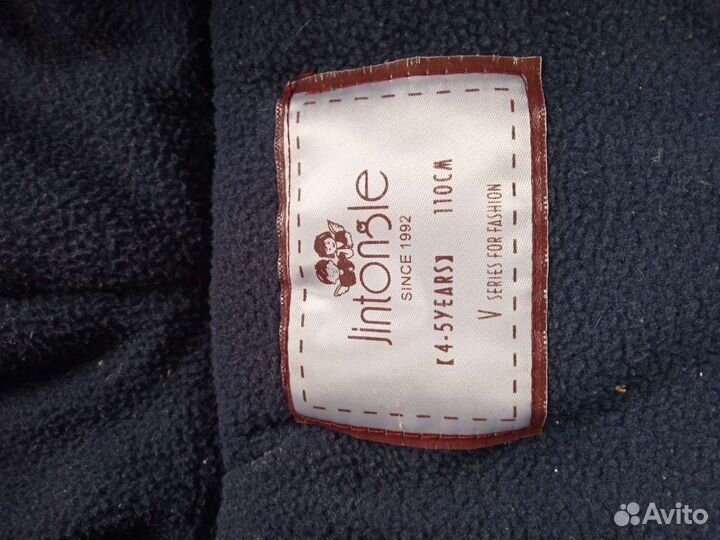 Jintongle
SINCE 1992
【4-5YEARS】 110CM
V SERIES FOR FASHION
Avito